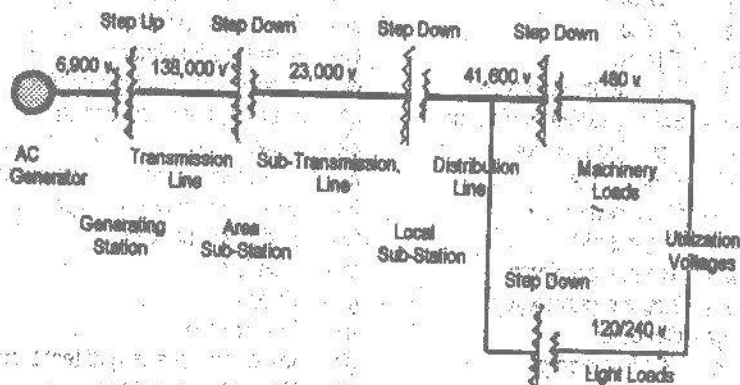 Step Up
Step Down
Step Down
Step Down
6,900 v
138,000 v
23,000 v
41,600 v
480 v
AC
Generator
Transmission
Line
Sub-Transmission
Line
Distribution
Line
Machinery
Loads
Generating
Station
Area
Sub-Station
Local
Sub-Station
Utilization
Voltages
Step Down
120/240 v
Light Loads